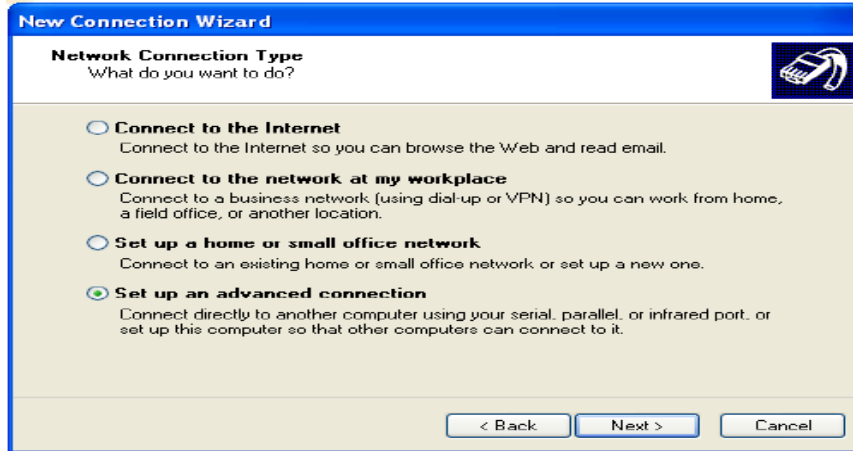 New Connection Wizard
Network Connection Type
What do you want to do?
Connect to the Internet
Connect to the Internet so you can browse the Web and read email.
Connect to the network at my workplace
Connect to a business network (using dial-up or VPN) so you can work from home,
a field office, or another location.
Set up a home or small office network
Connect to an existing home or small office network or set up a new one.
Set up an advanced connection
Connect directly to another computer using your serial, parallel, or infrared port, or
set up this computer so that other computers can connect to it.
< Back Next > Cancel